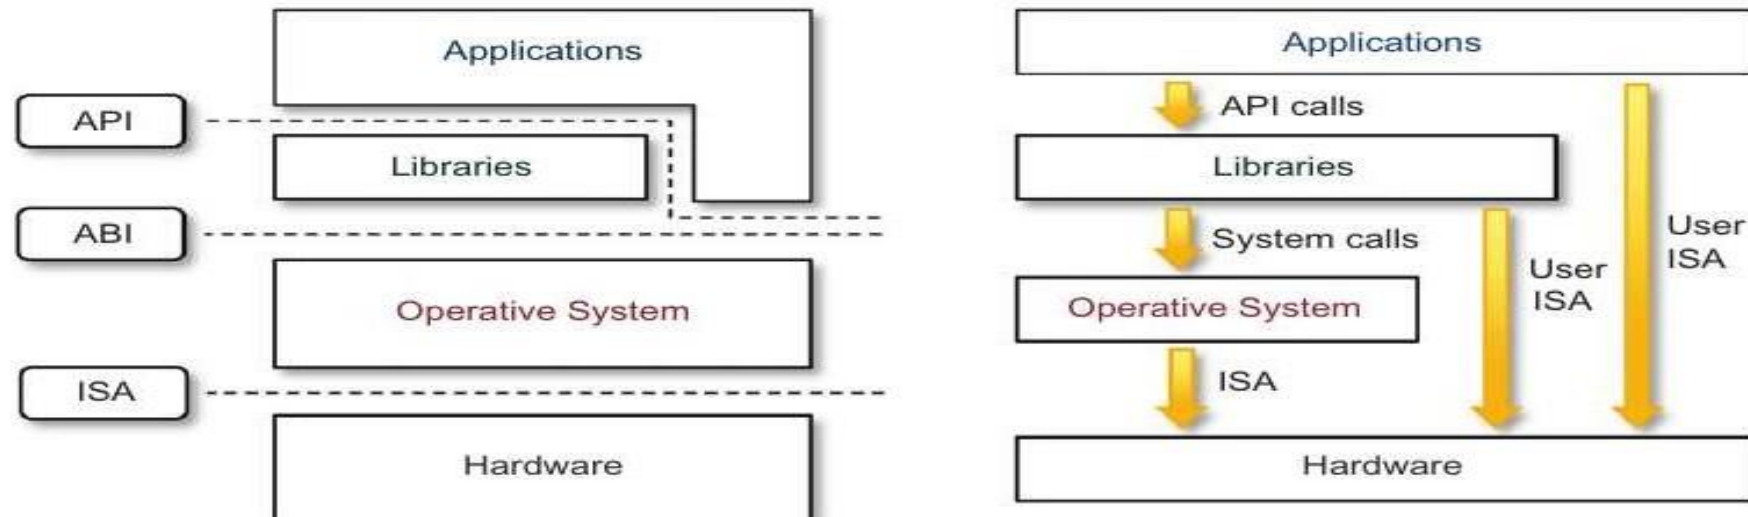 Applications
API
Libraries
ABI
Operative System
ISA
Hardware
Applications
API calls
Libraries
System calls
User
ISA
User
ISA
Operative System
ISA
Hardware